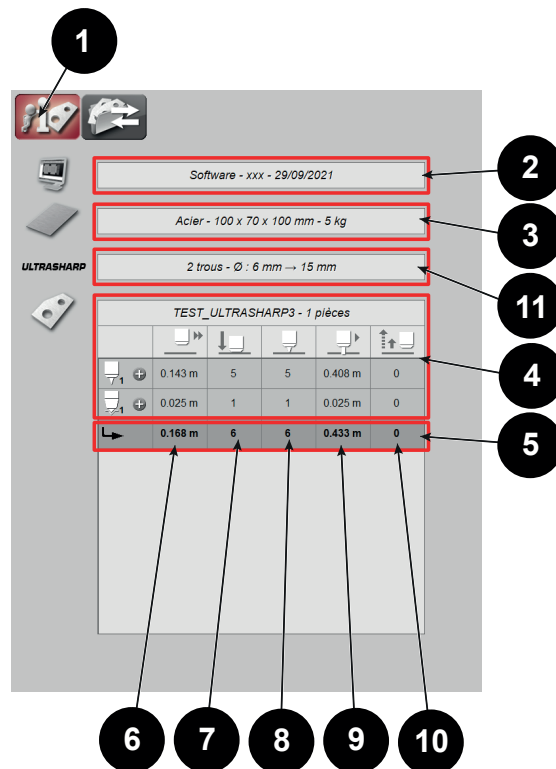 1
Software - xxx - 29/09/2021
2
Acier - 100 x 70 x 100 mm - 5 kg
3
ULTRASHARP
2 trous - Ø : 6 mm → 15 mm
11
TEST_ULTRASHARP3 - 1 pièces
4
1 0.143 m 5 5 0.408 m 0
1 0.025 m 1 1 0.025 m 0
0.168 m 6 6 0.433 m 0
5
6 7 8 9 10